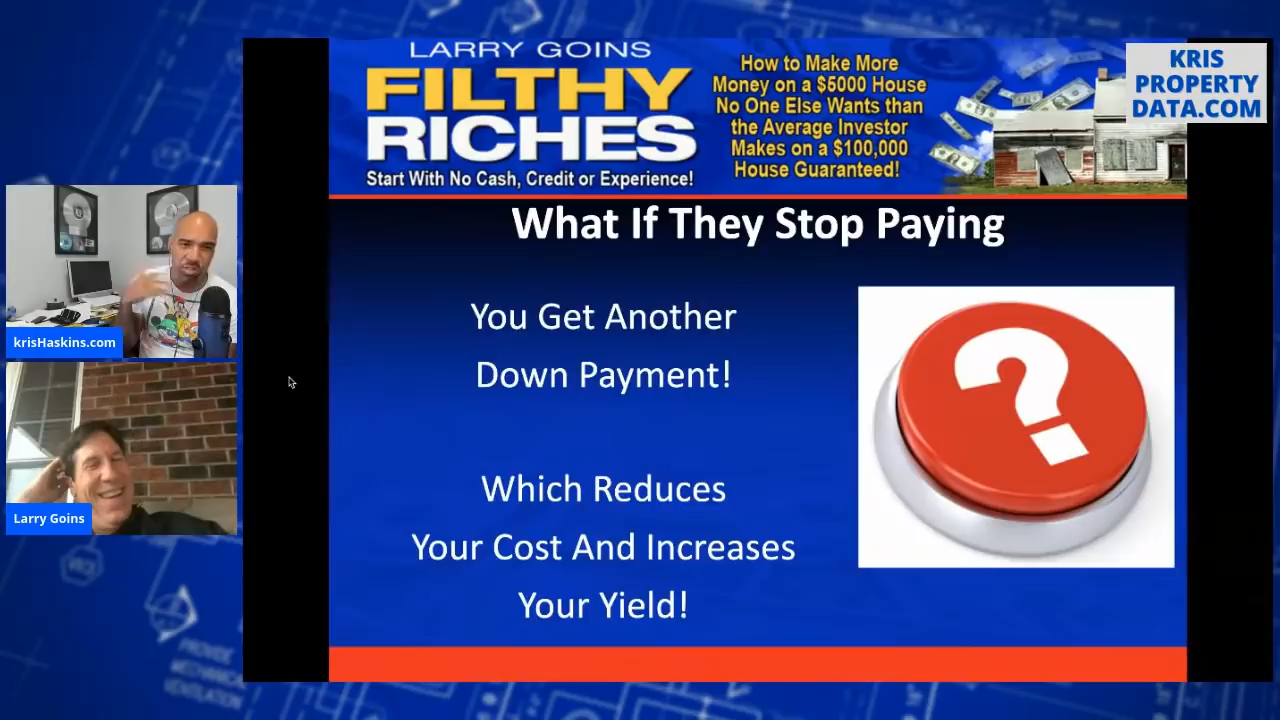 LARRY GOINS
FILTHY
RICHES
Start With No Cash, Credit or Experience!
How to Make More
Money on a $5000 House
No One Else Wants than
the Average Investor
Makes on a $100,000
House Guaranteed!
KRIS
PROPERTY
DATA.COM
What If They Stop Paying
You Get Another
Down Payment!
Which Reduces
Your Cost And Increases
Your Yield!
?
krisHaskins.com
Larry Goins
PROVIDE
MECHANICAL
VENTILATION